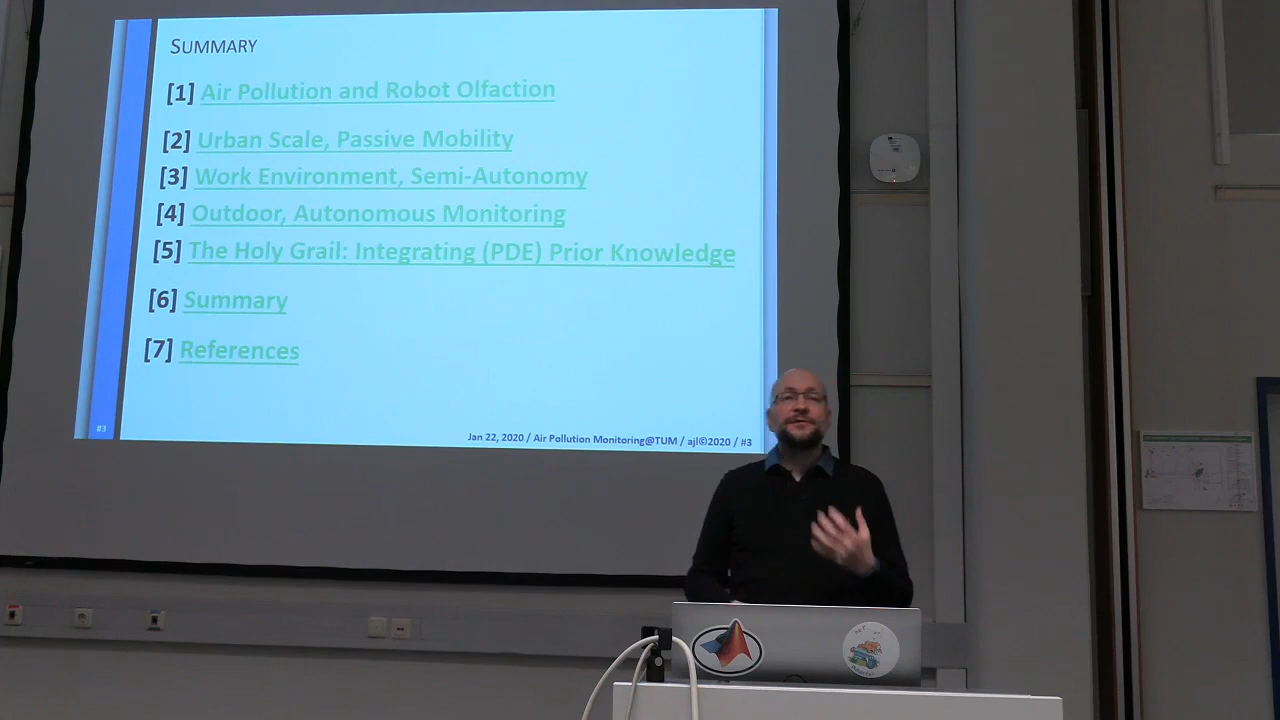 SUMMARY
[1] Air Pollution and Robot Olfaction
[2] Urban Scale, Passive Mobility
[3] Work Environment, Semi-Autonomy
[4] Outdoor, Autonomous Monitoring
[5] The Holy Grail: Integrating (PDE) Prior Knowledge
[6] Summary
[7] References
#3
Jan 22, 2020 / Air Pollution Monitoring@TUM / ajl©2020 / #3